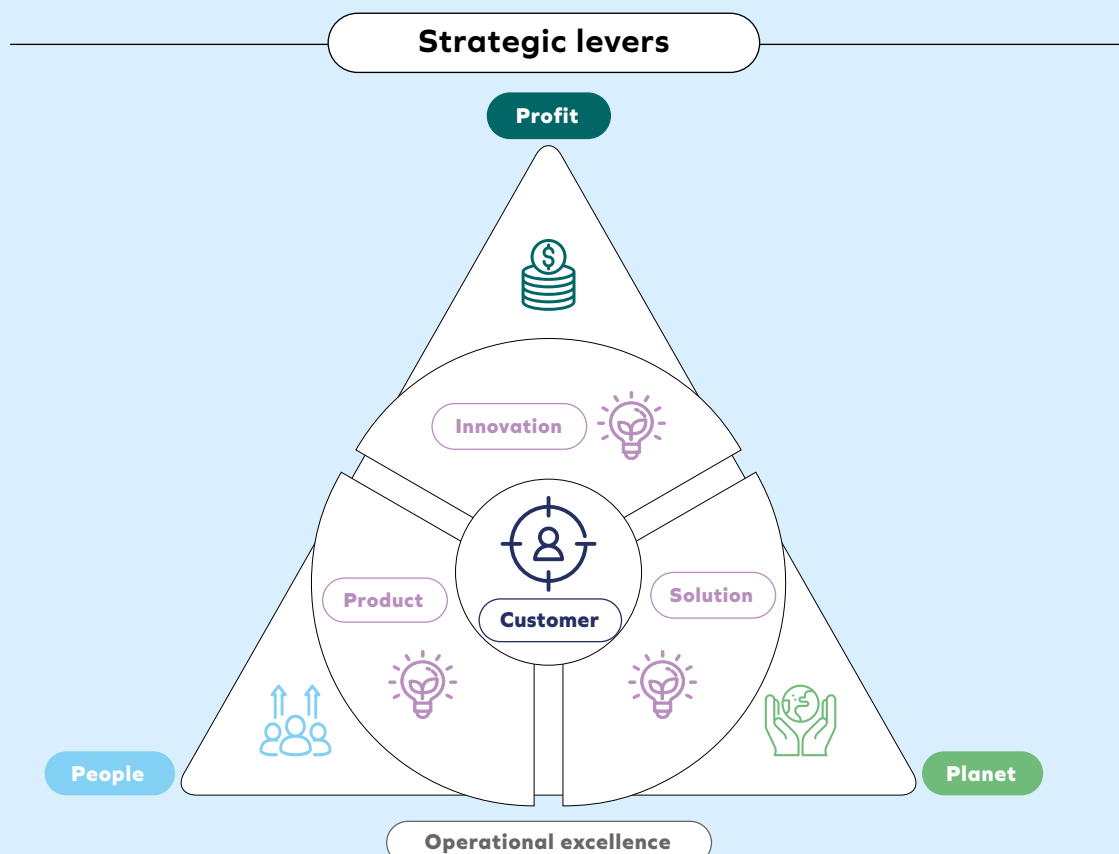 Strategic levers
Profit
$
Innovation
Product
Solution
Customer
People
Planet
Operational excellence